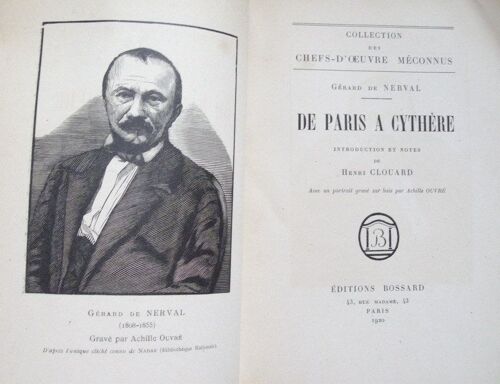 GÉRARD DE NERVAL
(1808-1855)
Gravé par Achille OUVRÉ
D'après l'unique cliché connu de NADAR (Bibliothèque Nationale)
COLLECTION
DES
CHEFS-D'ŒUVRE MÉCONNUS
GÉRARD DE NERVAL
DE PARIS A CYTHÈRE
INTRODUCTION ET NOTES
DE
HENRI CLOUARD
Avec un portrait gravé sur bois par Achille OUVRÉ
B
ÉDITIONS BOSSARD
43, RUE MADAME, 43
PARIS
1920